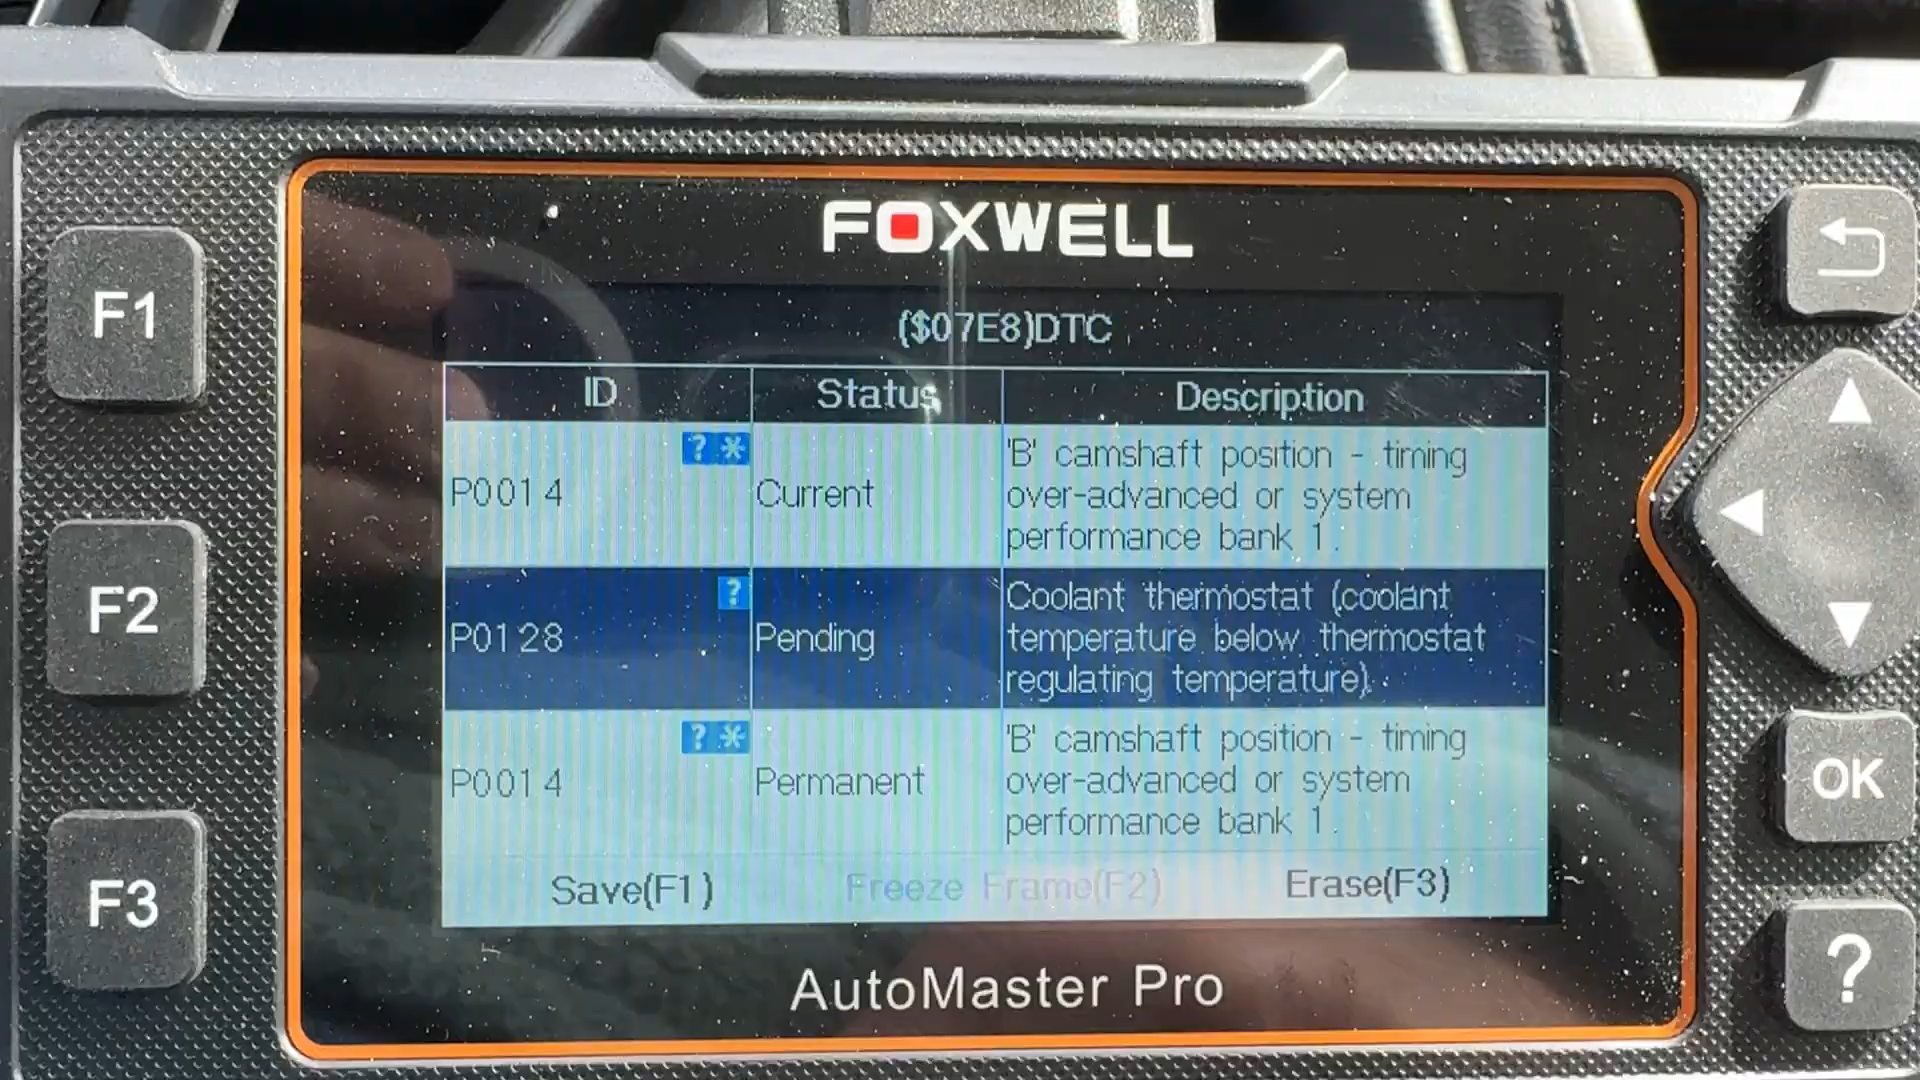 FOXWELL
($07E8)DTC
ID Status Description
P0014 ? * Current 'B' camshaft position - timing
over-advanced or system
performance bank 1.
P0128 ? Pending Coolant thermostat (coolant
temperature below thermostat
regulating temperature).
P0014 ? * Permanent 'B' camshaft position - timing
over-advanced or system
performance bank 1.
Save(F1) Freeze Frame(F2) Erase(F3)
AutoMaster Pro
F1
F2
F3
OK
?